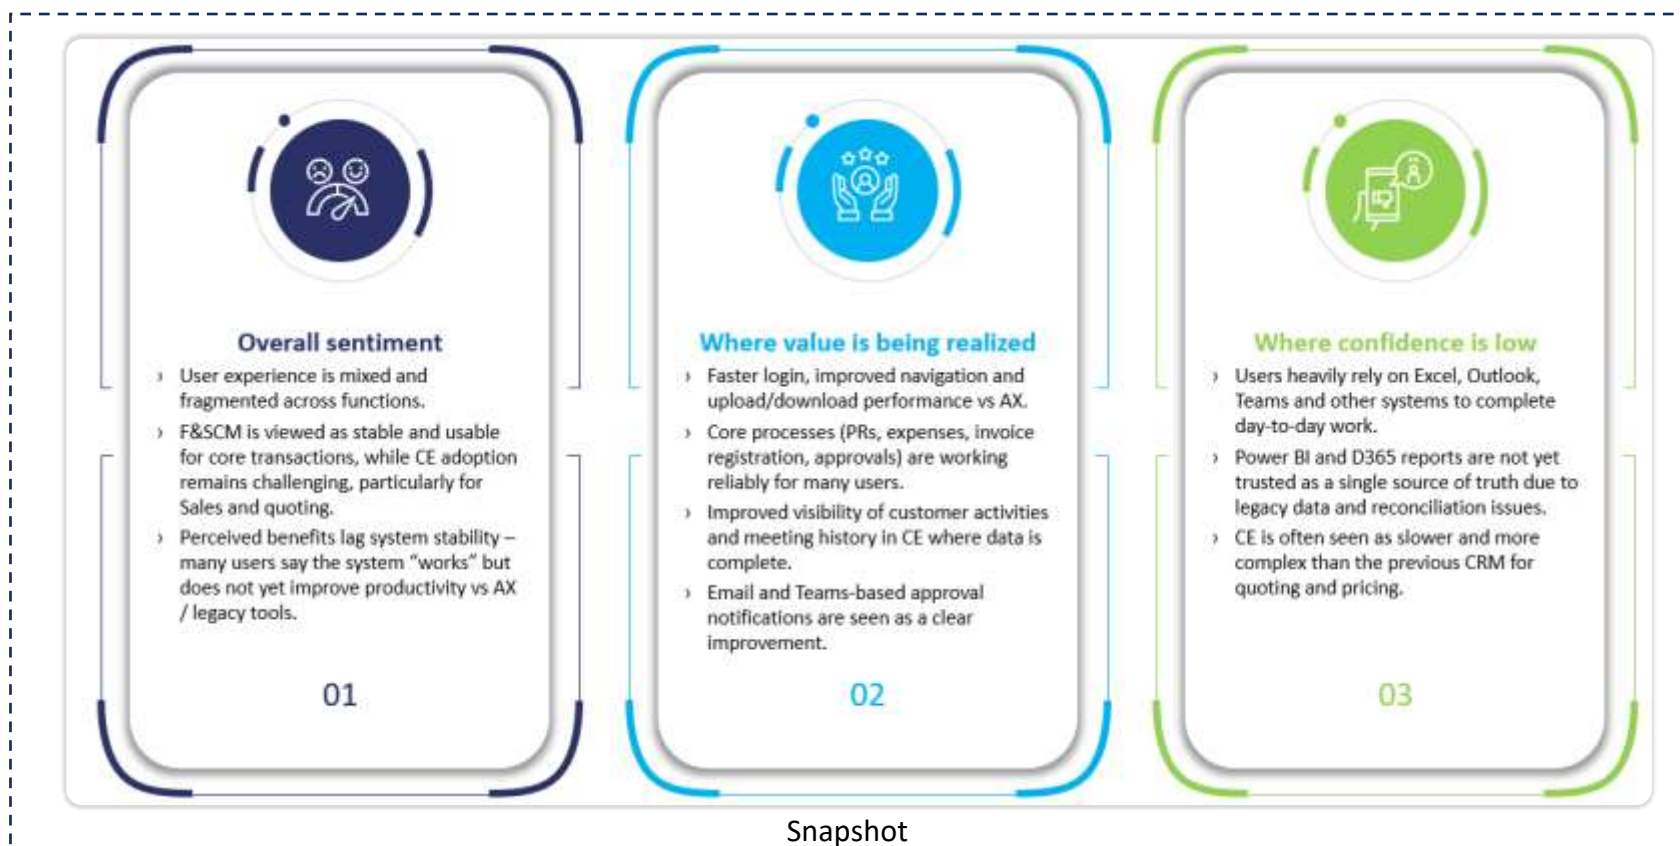 Overall sentiment
› User experience is mixed and
fragmented across functions.
› F&SCM is viewed as stable and usable
for core transactions, while CE adoption
remains challenging, particularly for
Sales and quoting.
› Perceived benefits lag system stability –
many users say the system “works” but
does not yet improve productivity vs AX
/ legacy tools.
01
Where value is being realized
› Faster login, improved navigation and
upload/download performance vs AX.
› Core processes (PRs, expenses, invoice
registration, approvals) are working
reliably for many users.
› Improved visibility of customer activities
and meeting history in CE where data is
complete.
› Email and Teams-based approval
notifications are seen as a clear
improvement.
02
Where confidence is low
› Users heavily rely on Excel, Outlook,
Teams and other systems to complete
day-to-day work.
› Power BI and D365 reports are not yet
trusted as a single source of truth due to
legacy data and reconciliation issues.
› CE is often seen as slower and more
complex than the previous CRM for
quoting and pricing.
03
Snapshot